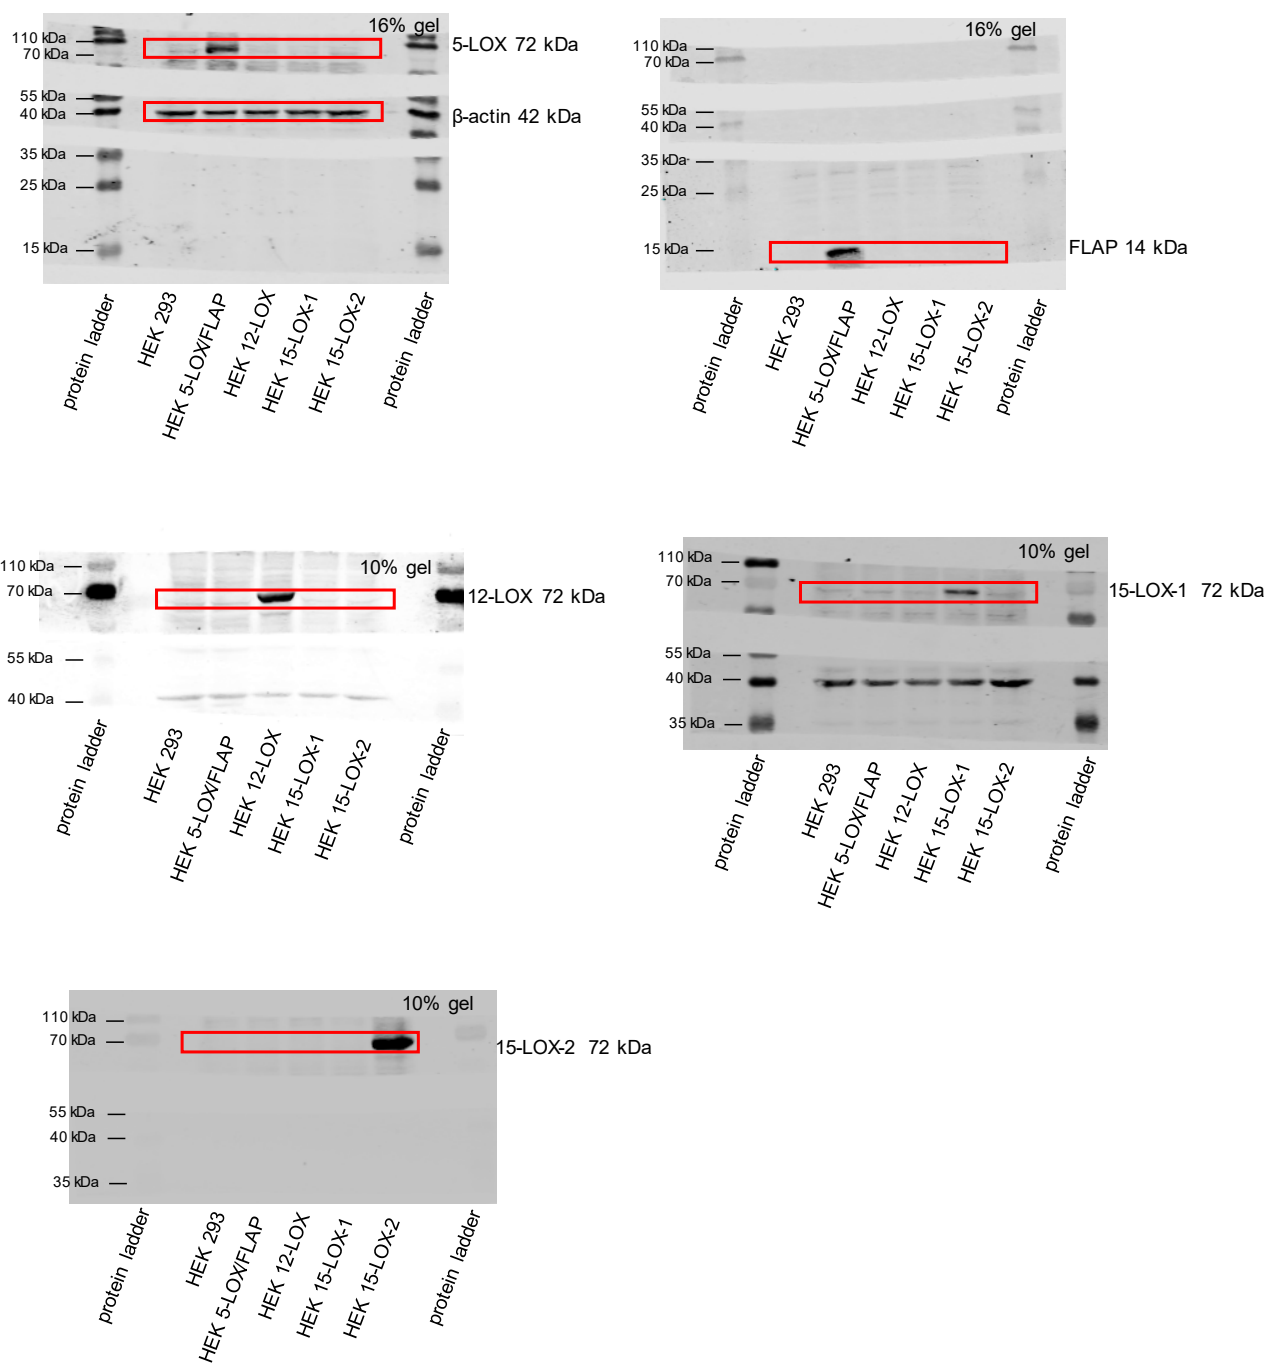 16% gel
110 kDa
70 kDa
5-LOX 72 kDa
55 kDa
40 kDa
β-actin 42 kDa
35 kDa
25 kDa
15 kDa
protein ladder
HEK 293
HEK 5-LOX/FLAP
HEK 12-LOX
HEK 15-LOX-1
HEK 15-LOX-2
protein ladder
16% gel
110 kDa
70 kDa
55 kDa
40 kDa
35 kDa
25 kDa
15 kDa
FLAP 14 kDa
protein ladder
HEK 293
HEK 5-LOX/FLAP
HEK 12-LOX
HEK 15-LOX-1
HEK 15-LOX-2
protein ladder
10% gel
110 kDa
70 kDa
12-LOX 72 kDa
55 kDa
40 kDa
protein ladder
HEK 293
HEK 5-LOX/FLAP
HEK 12-LOX
HEK 15-LOX-1
HEK 15-LOX-2
protein ladder
10% gel
110 kDa
70 kDa
15-LOX-1 72 kDa
55 kDa
40 kDa
35 kDa
protein ladder
HEK 293
HEK 5-LOX/FLAP
HEK 12-LOX
HEK 15-LOX-1
HEK 15-LOX-2
protein ladder
10% gel
110 kDa
70 kDa
15-LOX-2 72 kDa
55 kDa
40 kDa
35 kDa
protein ladder
HEK 293
HEK 5-LOX/FLAP
HEK 12-LOX
HEK 15-LOX-1
HEK 15-LOX-2
protein ladder